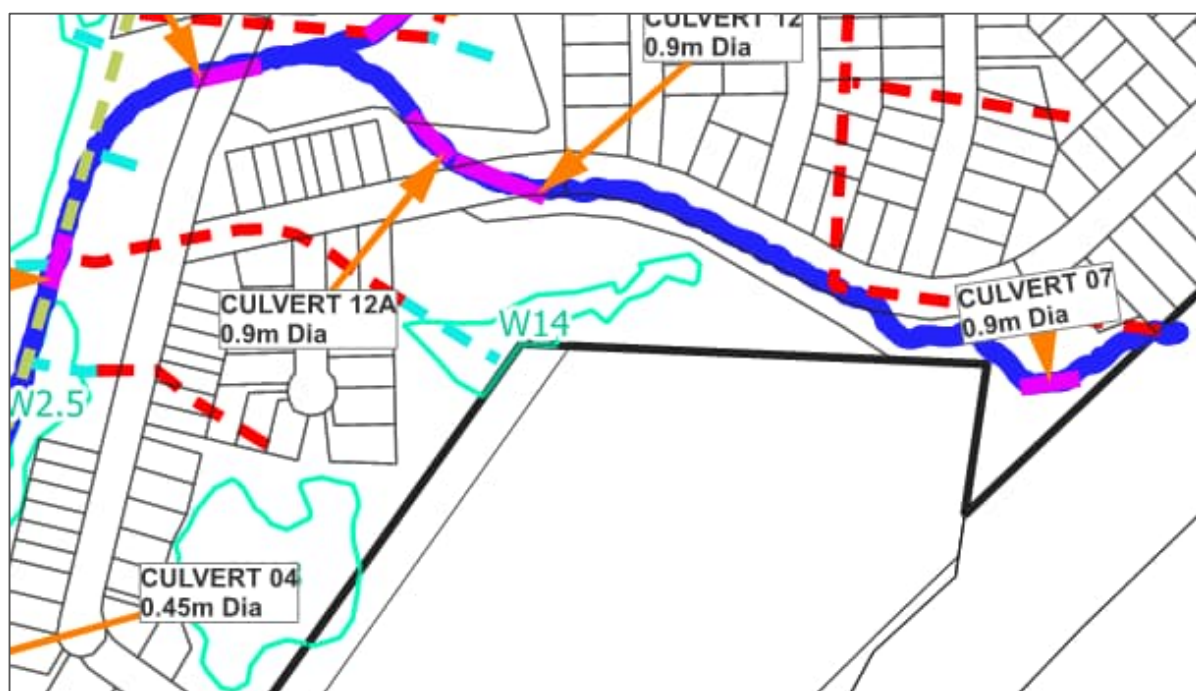 CULVERT 12
0.9m Dia
CULVERT 07
0.9m Dia
CULVERT 12A
0.9m Dia
W14
W2.5
CULVERT 04
0.45m Dia